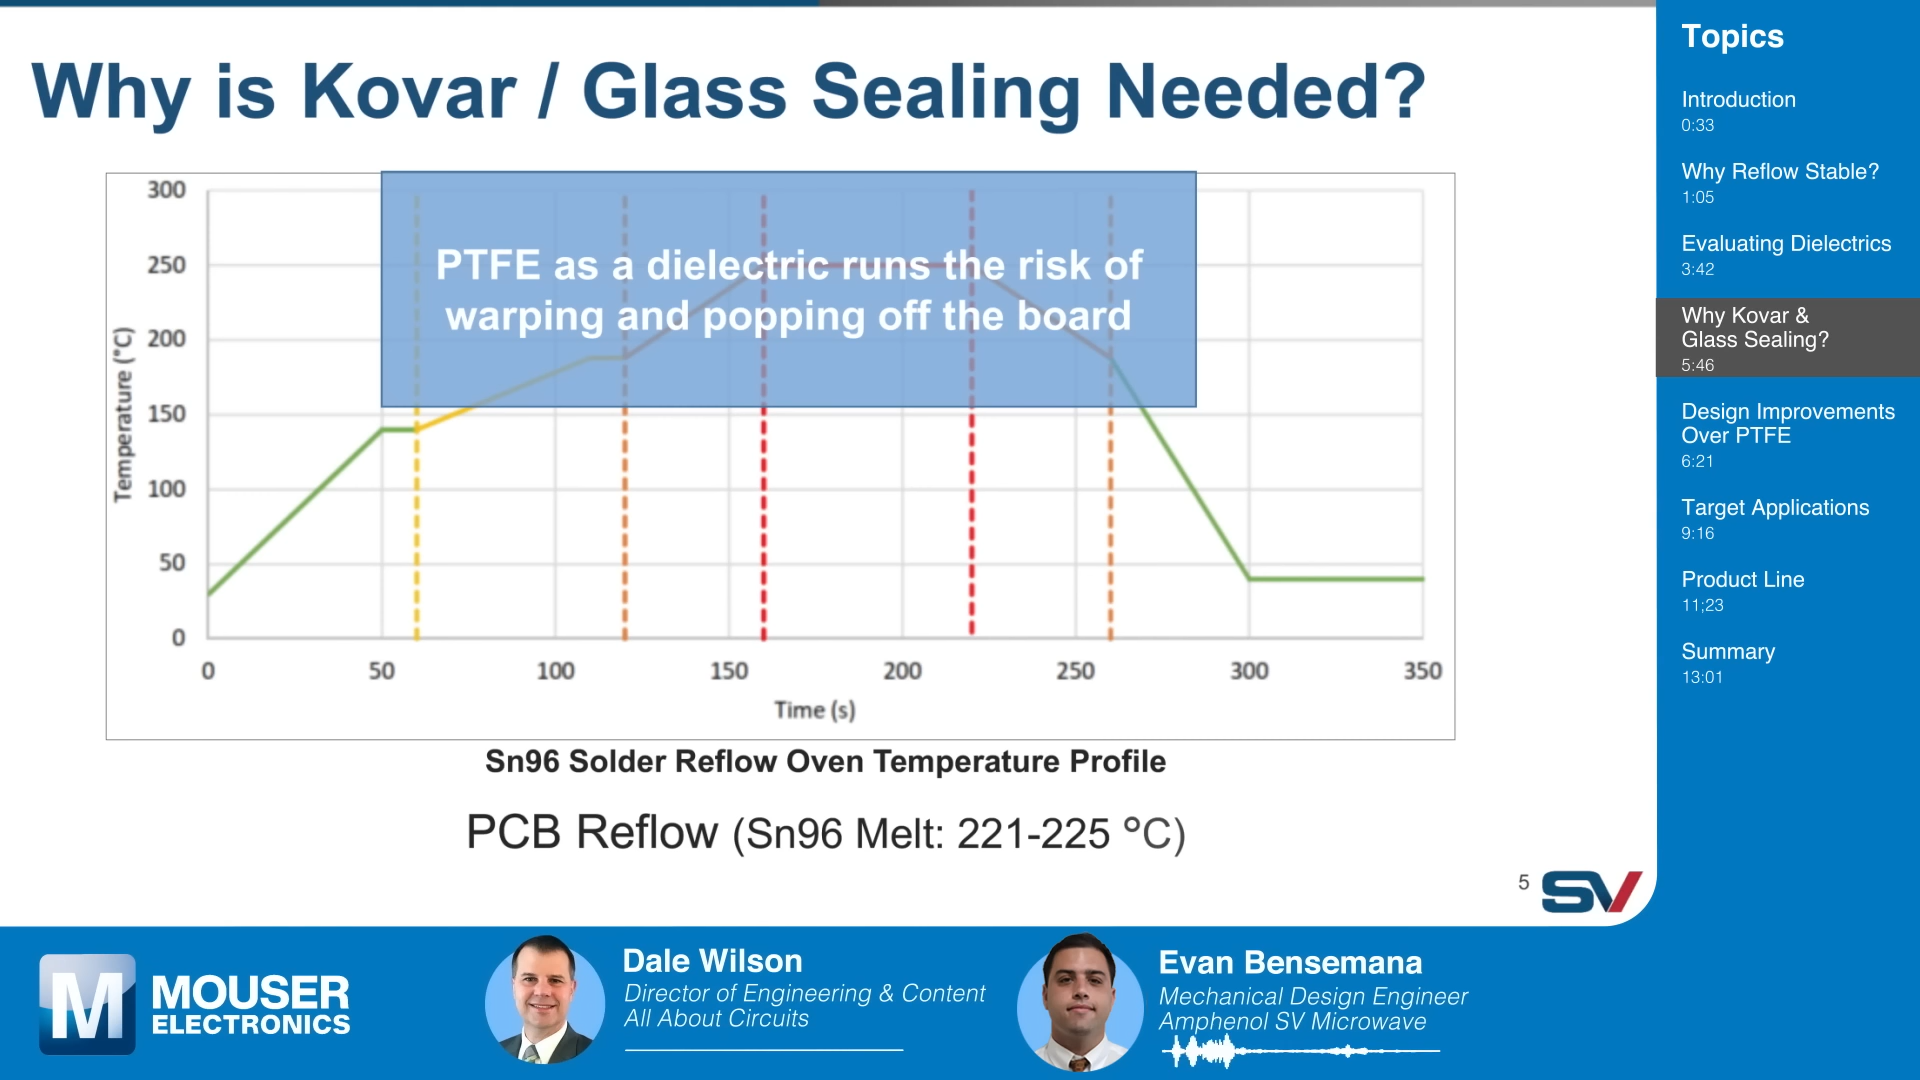 Why is Kovar / Glass Sealing Needed?
PTFE as a dielectric runs the risk of
warping and popping off the board
300
250
200
150
100
50
0
Temperature (°C)
0 50 100 150 200 250 300 350
Time (s)
Sn96 Solder Reflow Oven Temperature Profile
PCB Reflow (Sn96 Melt: 221-225 °C)
5
SV
Topics
Introduction
0:33
Why Reflow Stable?
1:05
Evaluating Dielectrics
3:42
Why Kovar &
Glass Sealing?
5:46
Design Improvements
Over PTFE
6:21
Target Applications
9:16
Product Line
11;23
Summary
13:01
M
MOUSER
ELECTRONICS
Dale Wilson
Director of Engineering & Content
All About Circuits
Evan Bensemana
Mechanical Design Engineer
Amphenol SV Microwave